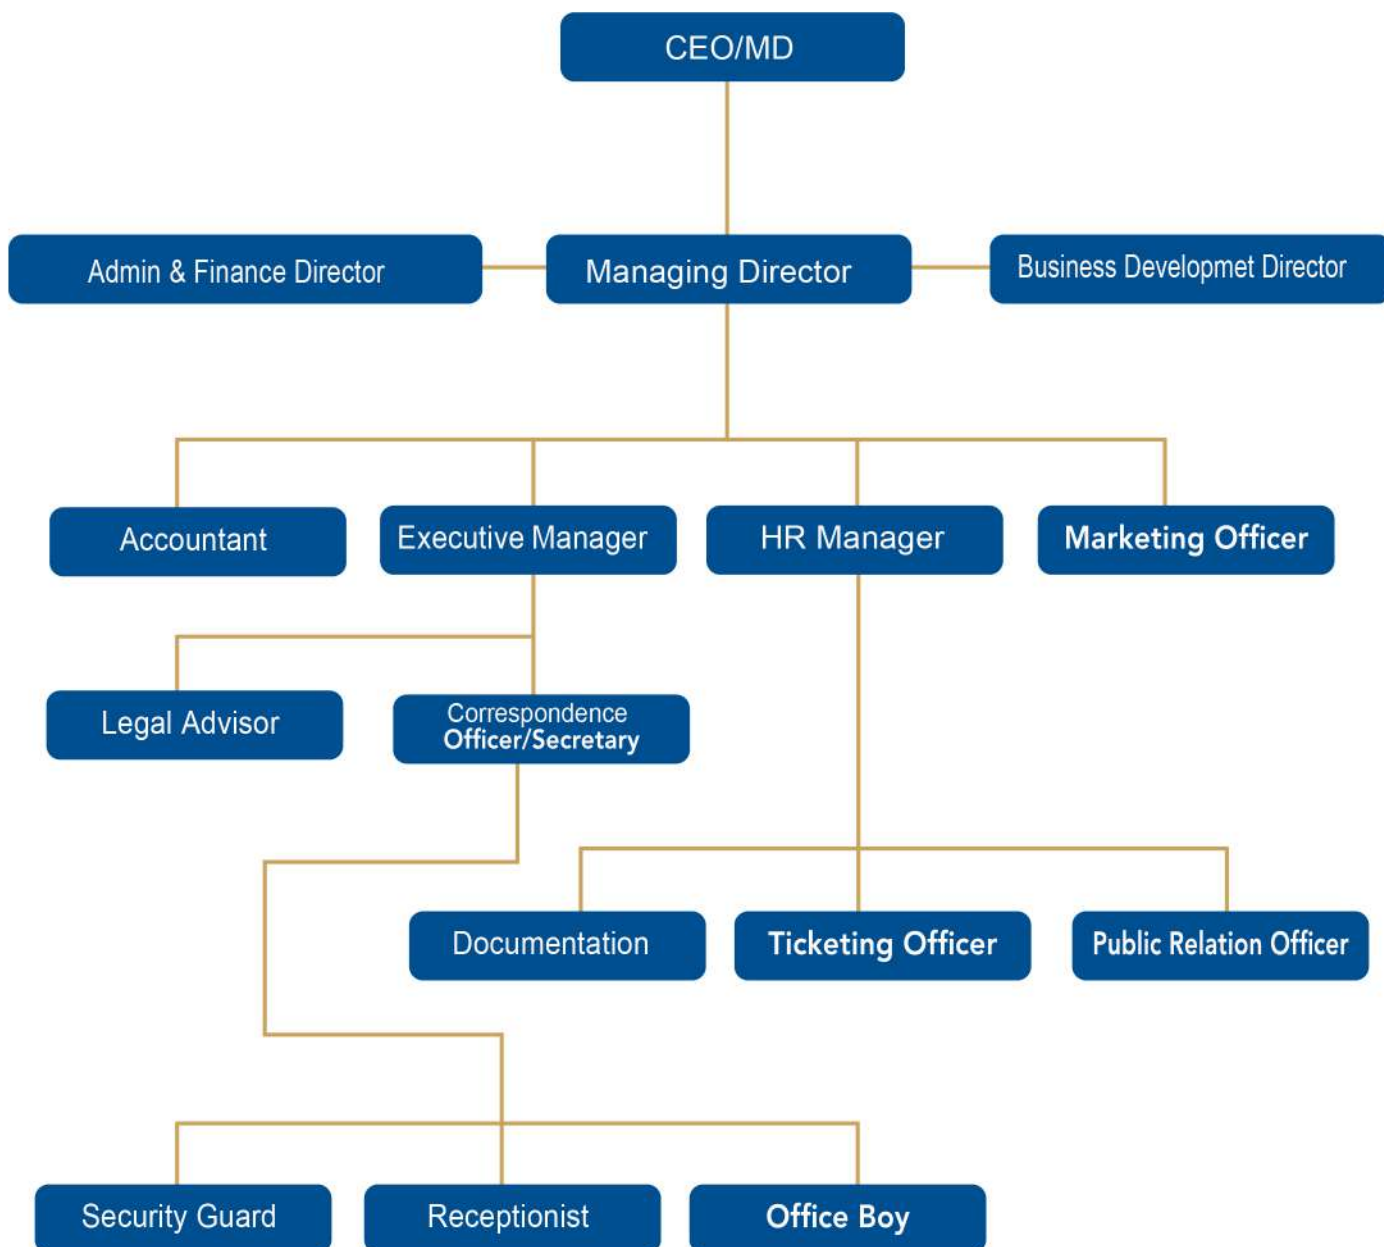 CEO/MD
Admin & Finance Director
Managing Director
Business Developmet Director
Accountant
Executive Manager
HR Manager
Marketing Officer
Legal Advisor
Correspondence
Officer/Secretary
Documentation
Ticketing Officer
Public Relation Officer
Security Guard
Receptionist
Office Boy